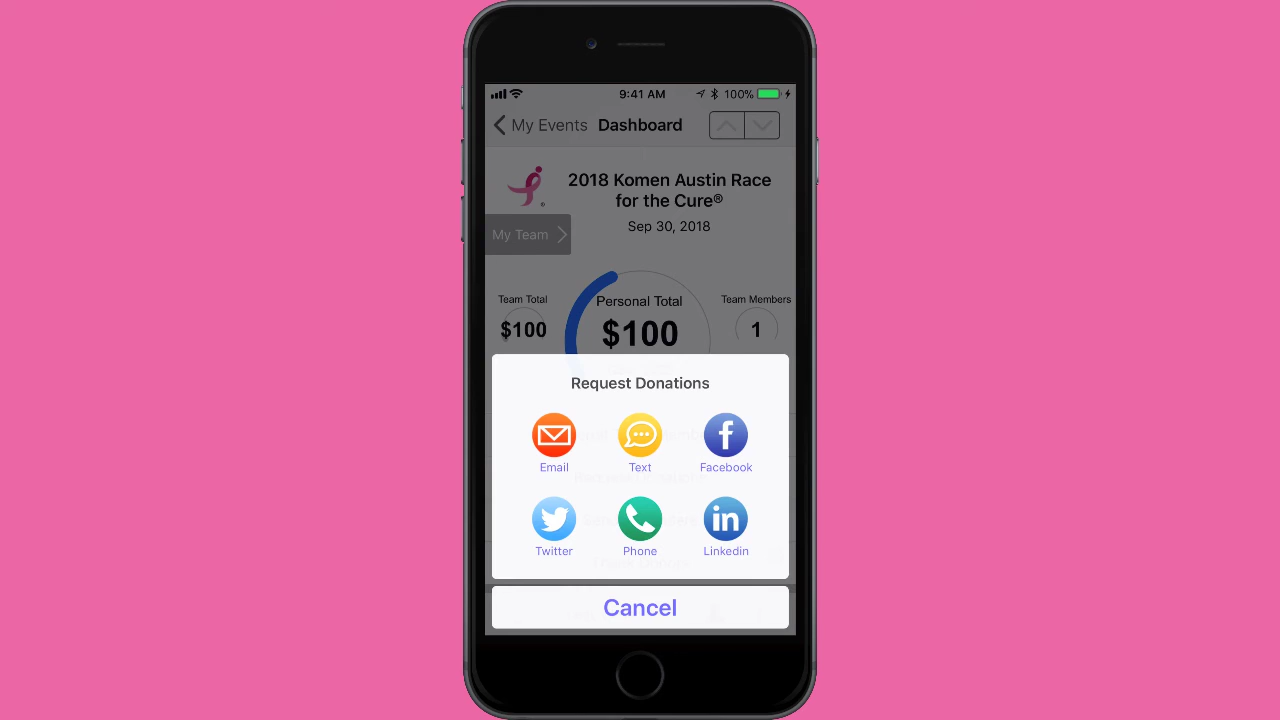 9:41 AM 100%
My Events Dashboard
2018 Komen Austin Race
for the Cure®
Sep 30, 2018
My Team
Team Total Personal Total Team Members
$100 $100 1
Request Donations
Email Text Facebook
Twitter Phone Linkedin
Cancel